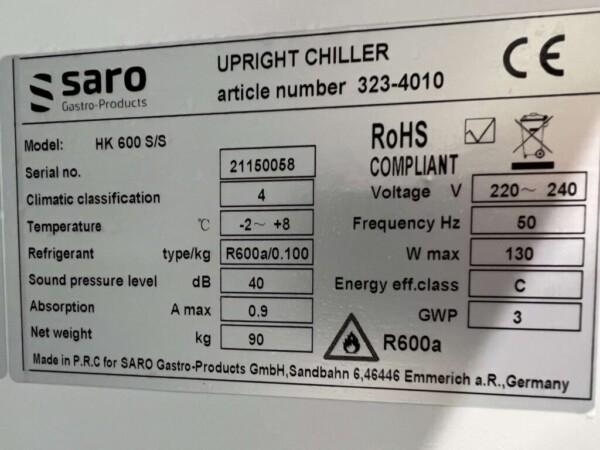 saro
Gastro-Products
UPRIGHT CHILLER
article number 323-4010
CE
Model: HK 600 S/S
Serial no. 21150058
Climatic classification 4
Temperature °C -2~ +8
Refrigerant type/kg R600a/0.100
Sound pressure level dB 40
Absorption A max 0.9
Net weight kg 90
RoHS
COMPLIANT
Voltage V 220~ 240
Frequency Hz 50
W max 130
Energy eff.class C
GWP 3
R600a
Made in P.R.C for SARO Gastro-Products GmbH,Sandbahn 6,46446 Emmerich a.R.,Germany